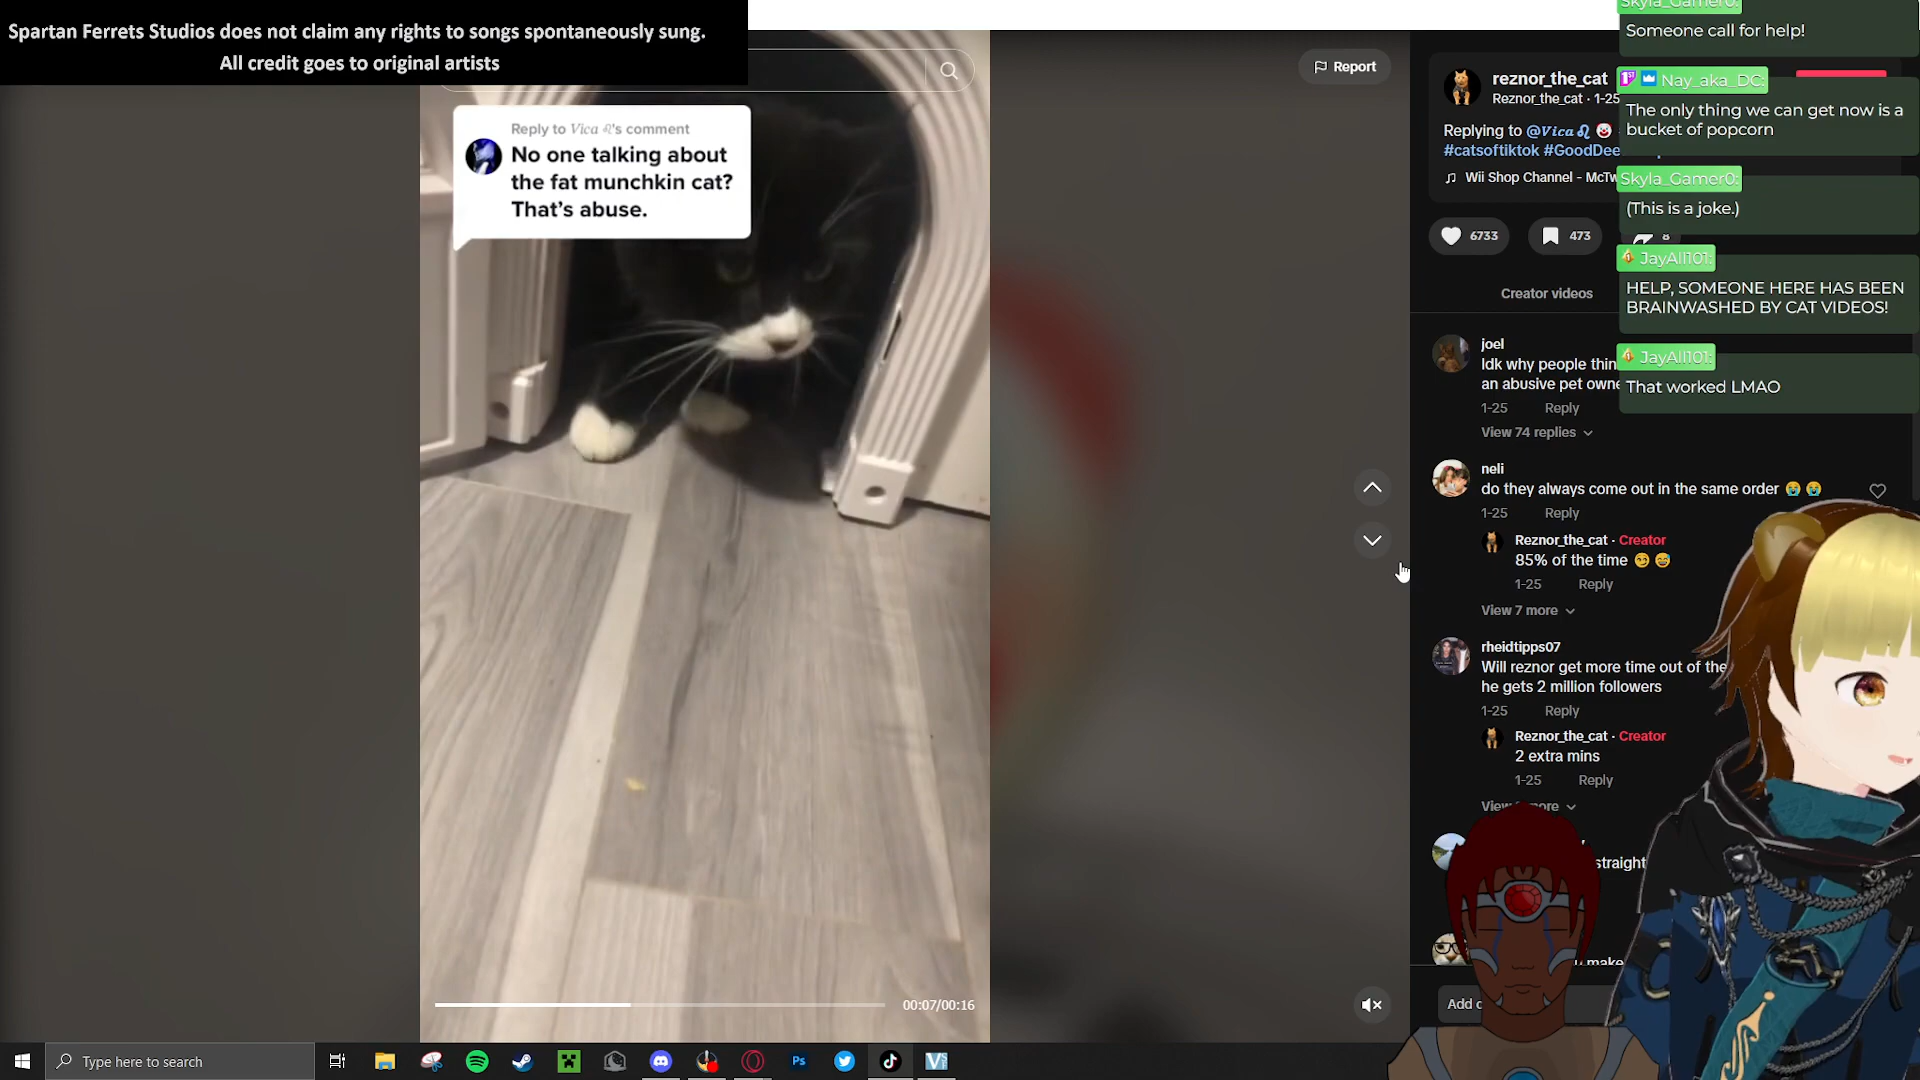 Spartan Ferrets Studios does not claim any rights to songs spontaneously sung.
All credit goes to original artists
Reply to Vica ♌'s comment
No one talking about
the fat munchkin cat?
That's abuse.
Report
reznor_the_cat
Reznor_the_cat · 1-25
Replying to @Vica♌ 🤡
#catsoftiktok #GoodDee
♫ Wii Shop Channel - McTw
6733
473
8
Creator videos
joel
Idk why people thin
an abusive pet owne
1-25 Reply
View 74 replies
neli
do they always come out in the same order 😭 😭
1-25 Reply
Reznor_the_cat · Creator
85% of the time 😏 😅
1-25 Reply
View 7 more
rheidtipps07
Will reznor get more time out of the
he gets 2 million followers
1-25 Reply
Reznor_the_cat · Creator
2 extra mins
1-25 Reply
View more
straight
make
Add c
Skyla_Gamer0:
Someone call for help!
Nay_aka_DC:
The only thing we can get now is a
bucket of popcorn
Skyla_Gamer0:
(This is a joke.)
JayAll101:
HELP, SOMEONE HERE HAS BEEN
BRAINWASHED BY CAT VIDEOS!
JayAll101:
That worked LMAO
00:07/00:16
Type here to search
Ps